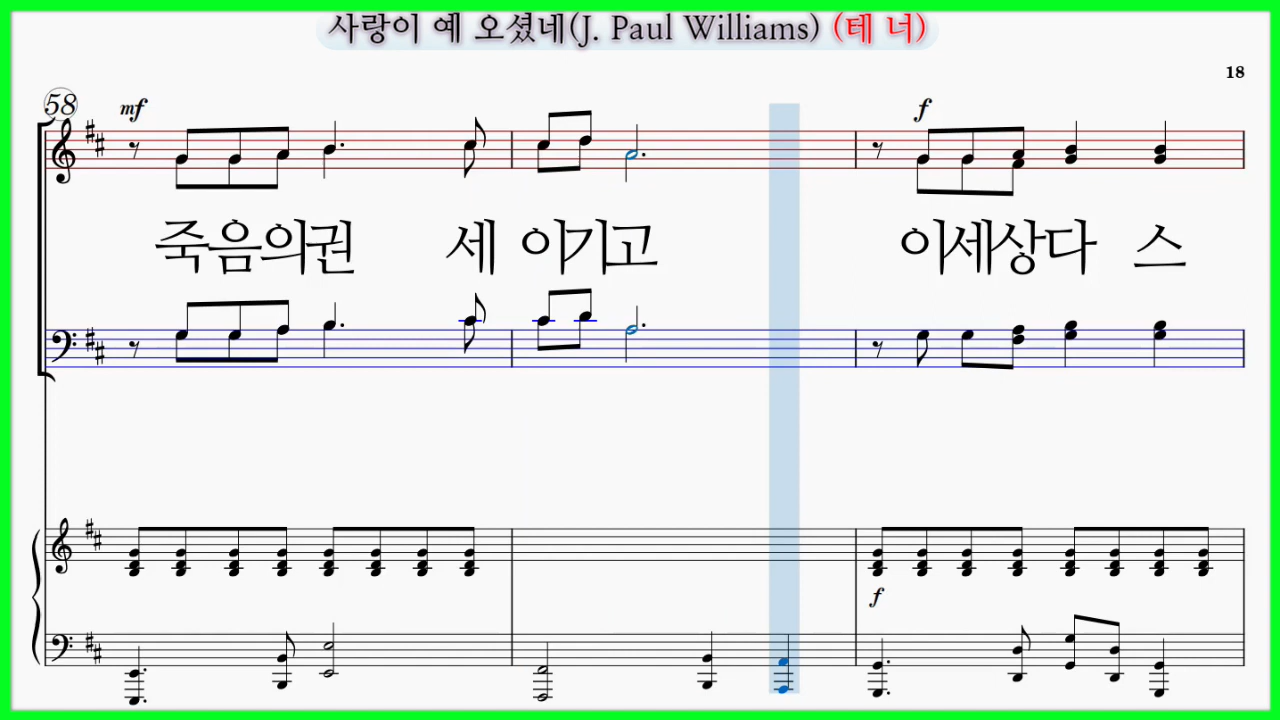 사랑이 예 오셨네(J. Paul Williams) (테 너)
18
58
mf
f
죽음의권 세 이기고 이세상다 스
f